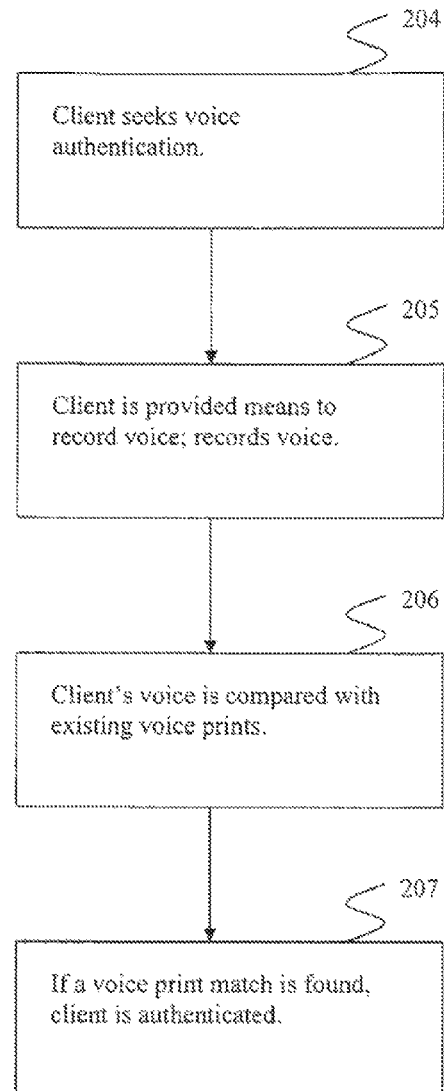 204
Client seeks voice
authentication.
205
Client is provided means to
record voice; records voice.
206
Client's voice is compared with
existing voice prints.
207
If a voice print match is found,
client is authenticated.